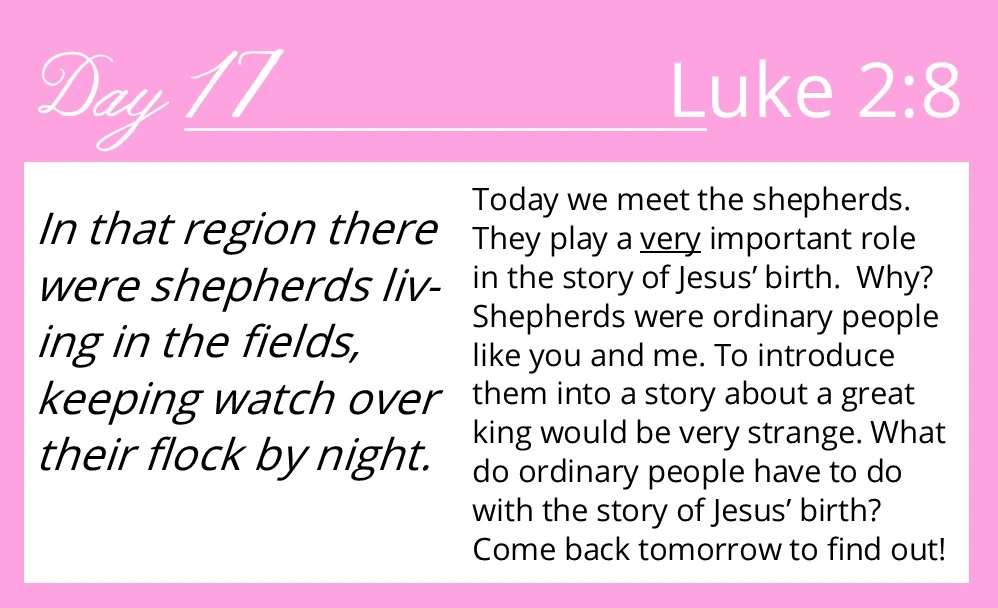 Day 17
Luke 2:8
In that region there
were shepherds liv-
ing in the fields,
keeping watch over
their flock by night.
Today we meet the shepherds.
They play a very important role
in the story of Jesus’ birth.  Why?
Shepherds were ordinary people
like you and me. To introduce
them into a story about a great
king would be very strange. What
do ordinary people have to do
with the story of Jesus’ birth?
Come back tomorrow to find out!